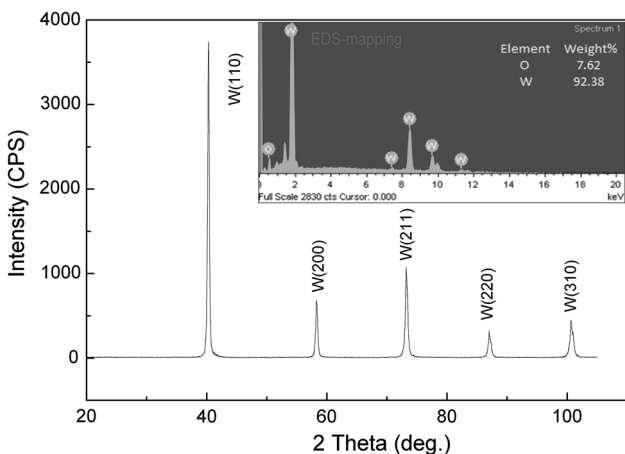 4000
3000
2000
1000
0
Intensity (CPS)
20
40
60
80
100
2 Theta (deg.)
W(110)
W(200)
W(211)
W(220)
W(310)
EDS-mapping
Spectrum 1
Element Weight%
O 7.62
W 92.38
W
O
W
W
W
W
0 2 4 6 8 10 12 14 16 18 20
Full Scale 2830 cts Cursor: 0.000 keV